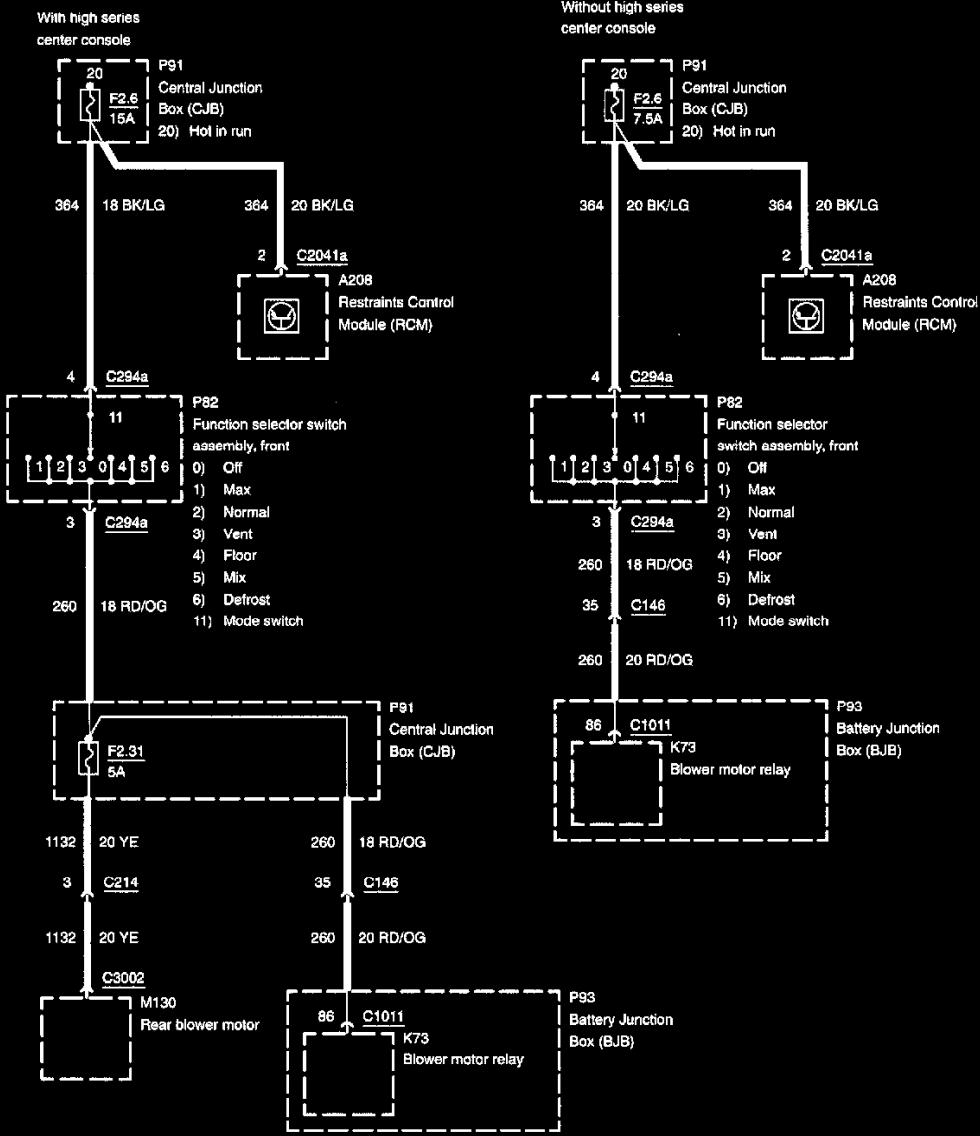 With high series
center console
20
F2.6
15A
P91
Central Junction
Box (CJB)
20) Hot in run
364
18 BK/LG
364
20 BK/LG
2
C2041a
A208
Restraints Control
Module (RCM)
4
C294a
11
1 2 3 0 4 5 6
P82
Function selector switch
assembly, front
0) Off
1) Max
2) Normal
3) Vent
4) Floor
5) Mix
6) Defrost
11) Mode switch
3
C294a
260
18 RD/OG
P91
Central Junction
Box (CJB)
F2.31
5A
1132
20 YE
260
18 RD/OG
3
C214
35
C146
1132
20 YE
260
20 RD/OG
C3002
M130
Rear blower motor
P93
Battery Junction
Box (BJB)
86
C1011
K73
Blower motor relay
Without high series
center console
20
F2.6
7.5A
P91
Central Junction
Box (CJB)
20) Hot in run
364
20 BK/LG
364
20 BK/LG
2
C2041a
A208
Restraints Control
Module (RCM)
4
C294a
11
1 2 3 0 4 5 6
P82
Function selector
switch assembly, front
0) Off
1) Max
2) Normal
3) Vent
4) Floor
5) Mix
6) Defrost
11) Mode switch
3
C294a
260
18 RD/OG
35
C146
260
20 RD/OG
P93
Battery Junction
Box (BJB)
86
C1011
K73
Blower motor relay